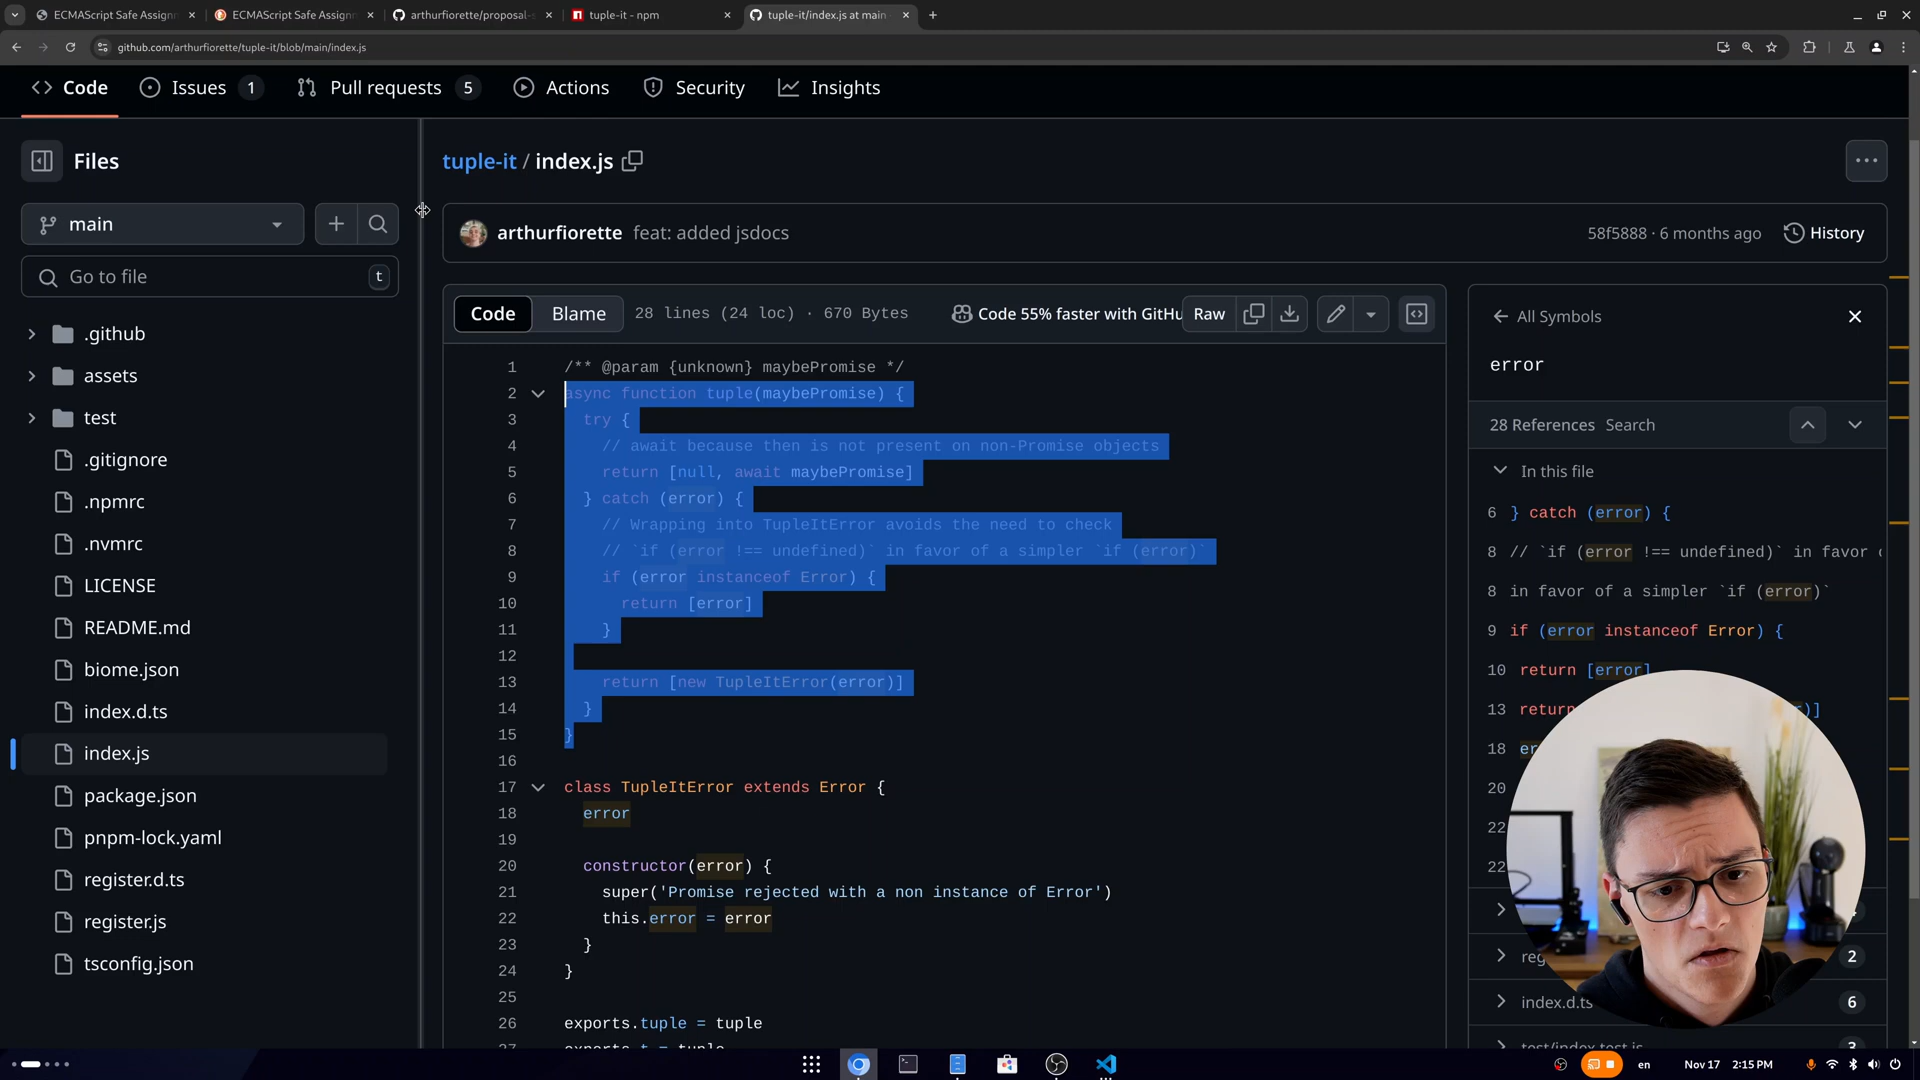 ECMAScript Safe Assignm
ECMAScript Safe Assignm
arthurfiorette/proposal-s
tuple-it - npm
tuple-it/index.js at main
github.com/arthurfiorette/tuple-it/blob/main/index.js
Code
Issues 1
Pull requests 5
Actions
Security
Insights
Files
main
Go to file
t
.github
assets
test
.gitignore
.npmrc
.nvmrc
LICENSE
README.md
biome.json
index.d.ts
index.js
package.json
pnpm-lock.yaml
register.d.ts
register.js
tsconfig.json
tuple-it / index.js
arthurfiorette feat: added jsdocs
58f5888 · 6 months ago
History
Code
Blame
28 lines (24 loc) · 670 Bytes
Code 55% faster with GitHu
Raw
1 /** @param {unknown} maybePromise */
2 async function tuple(maybePromise) {
3 try {
4 // await because then is not present on non-Promise objects
5 return [null, await maybePromise]
6 } catch (error) {
7 // Wrapping into TupleItError avoids the need to check
8 // `if (error !== undefined)` in favor of a simpler `if (error)`
9 if (error instanceof Error) {
10 return [error]
11 }
12
13 return [new TupleItError(error)]
14 }
15 }
16
17 class TupleItError extends Error {
18 error
19
20 constructor(error) {
21 super('Promise rejected with a non instance of Error')
22 this.error = error
23 }
24 }
25
26 exports.tuple = tuple
27 exports.t = tuple
All Symbols
error
28 References Search
In this file
6 } catch (error) {
8 // `if (error !== undefined)` in favor
8 in favor of a simpler `if (error)`
9 if (error instanceof Error) {
10 return [error]
13 return )]
18 er
20
22
22
reg 2
index.d.ts 6
test/index.test.js 3
en
Nov 17 2:15 PM